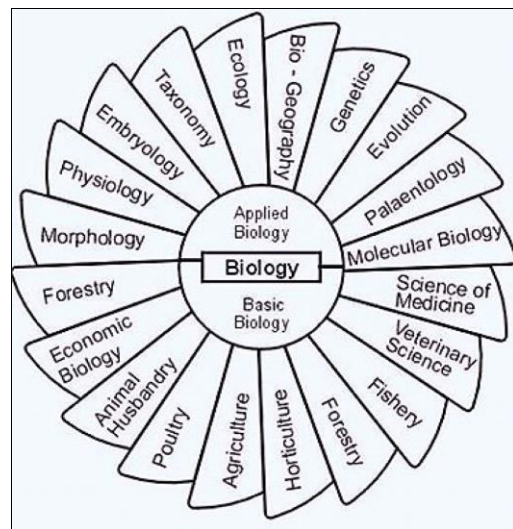 Morphology
Physiology
Embryology
Taxonomy
Ecology
Bio - Geography
Genetics
Evolution
Palaentology
Molecular Biology
Applied
Biology
Biology
Basic
Biology
Science of
Medicine
Veterinary
Science
Fishery
Forestry
Horticulture
Agriculture
Poultry
Animal
Husbandry
Economic
Biology
Forestry